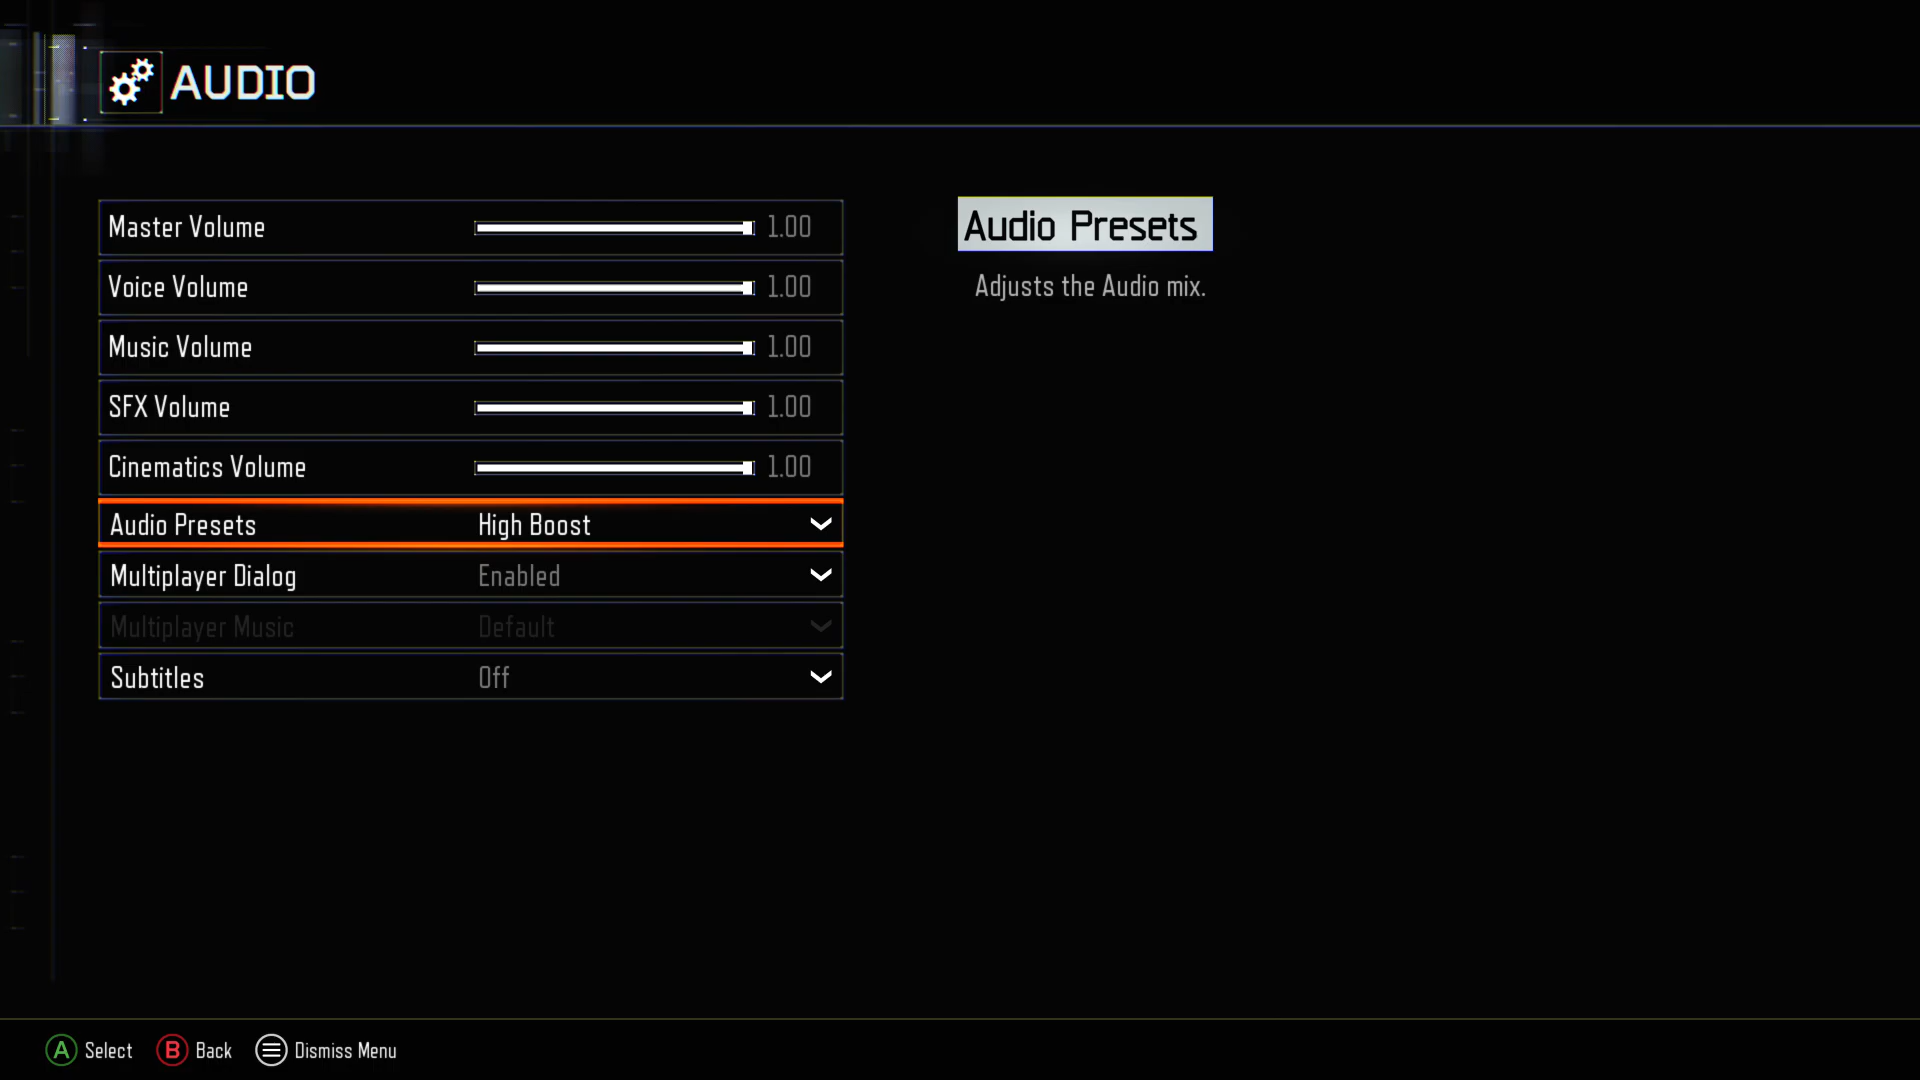 AUDIO
Master Volume 1.00
Voice Volume 1.00
Music Volume 1.00
SFX Volume 1.00
Cinematics Volume 1.00
Audio Presets High Boost
Multiplayer Dialog Enabled
Multiplayer Music Default
Subtitles Off
Audio Presets
Adjusts the Audio mix.
A Select B Back Dismiss Menu